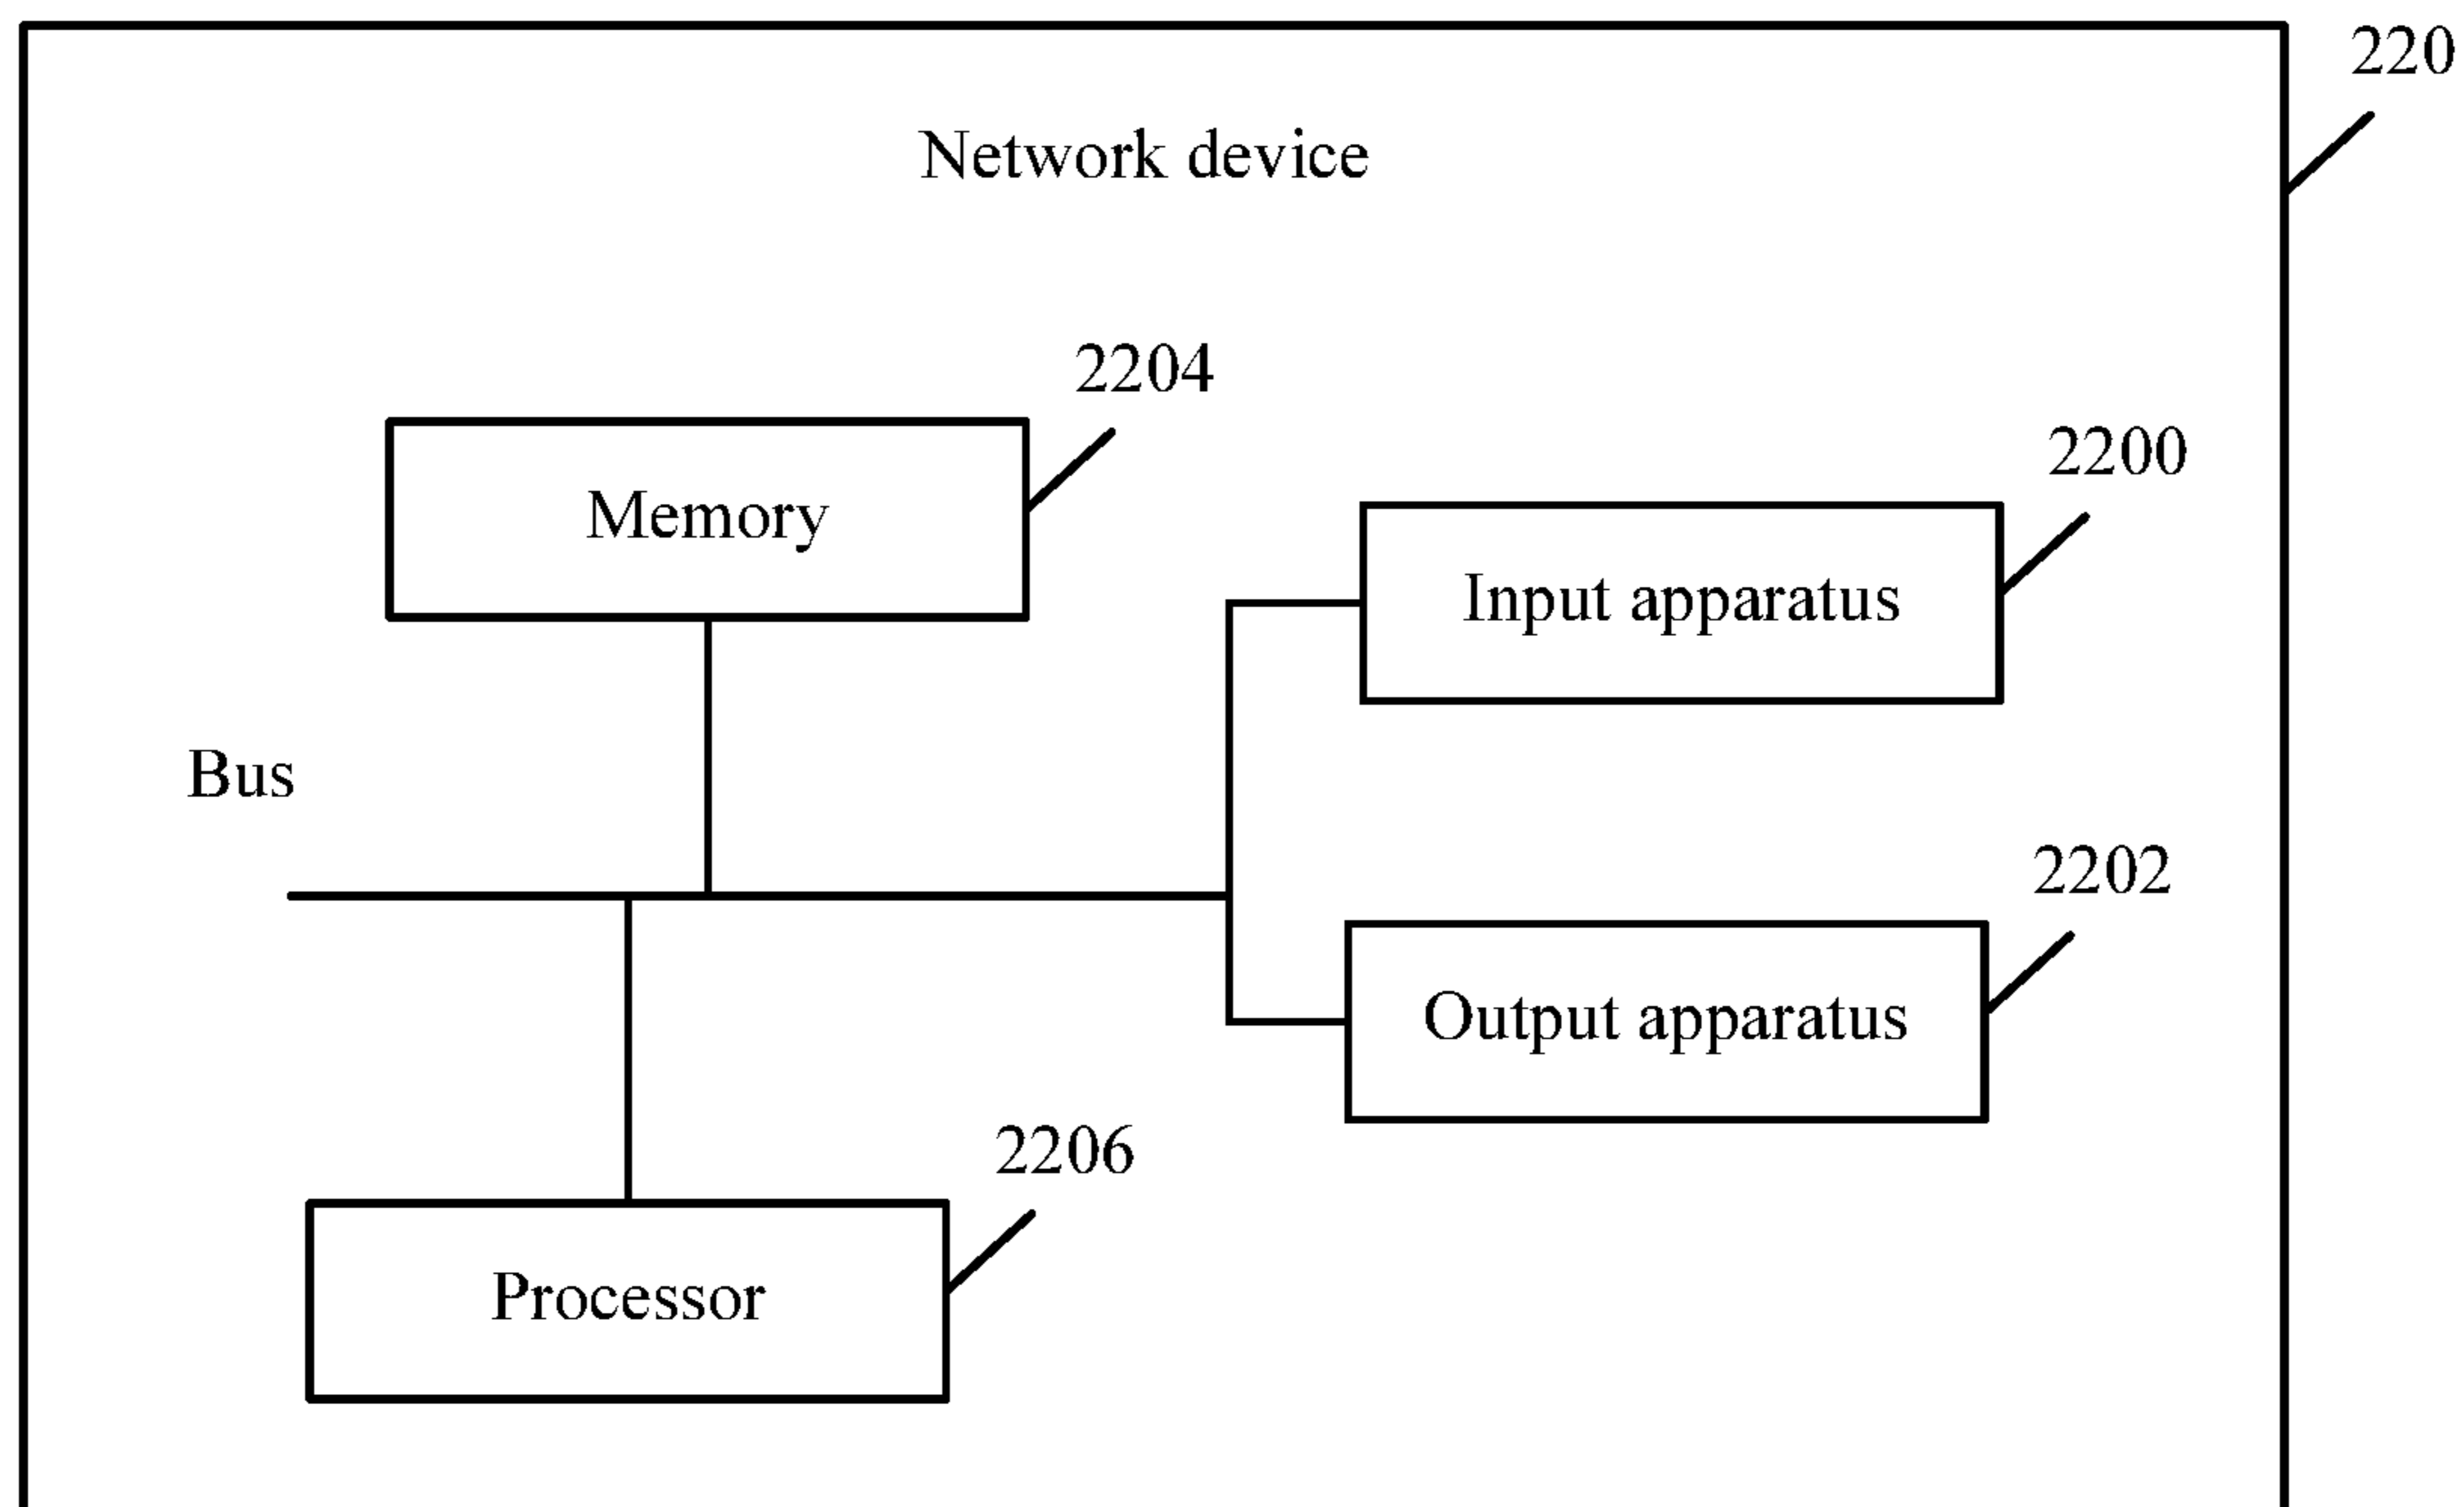 220
Network device
2204
2200
Memory
Input apparatus
Bus
2202
Output apparatus
2206
Processor